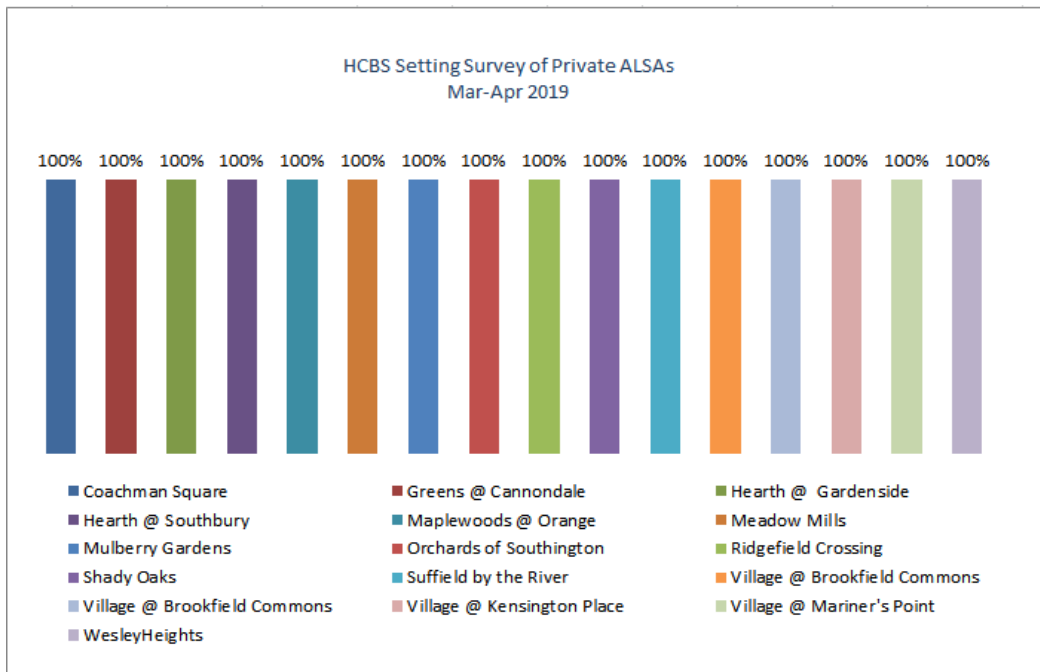 HCBS Setting Survey of Private ALSAs
Mar-Apr 2019
100% 100% 100% 100% 100% 100% 100% 100% 100% 100% 100% 100% 100% 100% 100% 100%
Coachman Square Greens @ Cannondale Hearth @ Gardenside
Hearth @ Southbury Maplewoods @ Orange Meadow Mills
Mulberry Gardens Orchards of Southington Ridgefield Crossing
Shady Oaks Suffield by the River Village @ Brookfield Commons
Village @ Brookfield Commons Village @ Kensington Place Village @ Mariner's Point
WesleyHeights